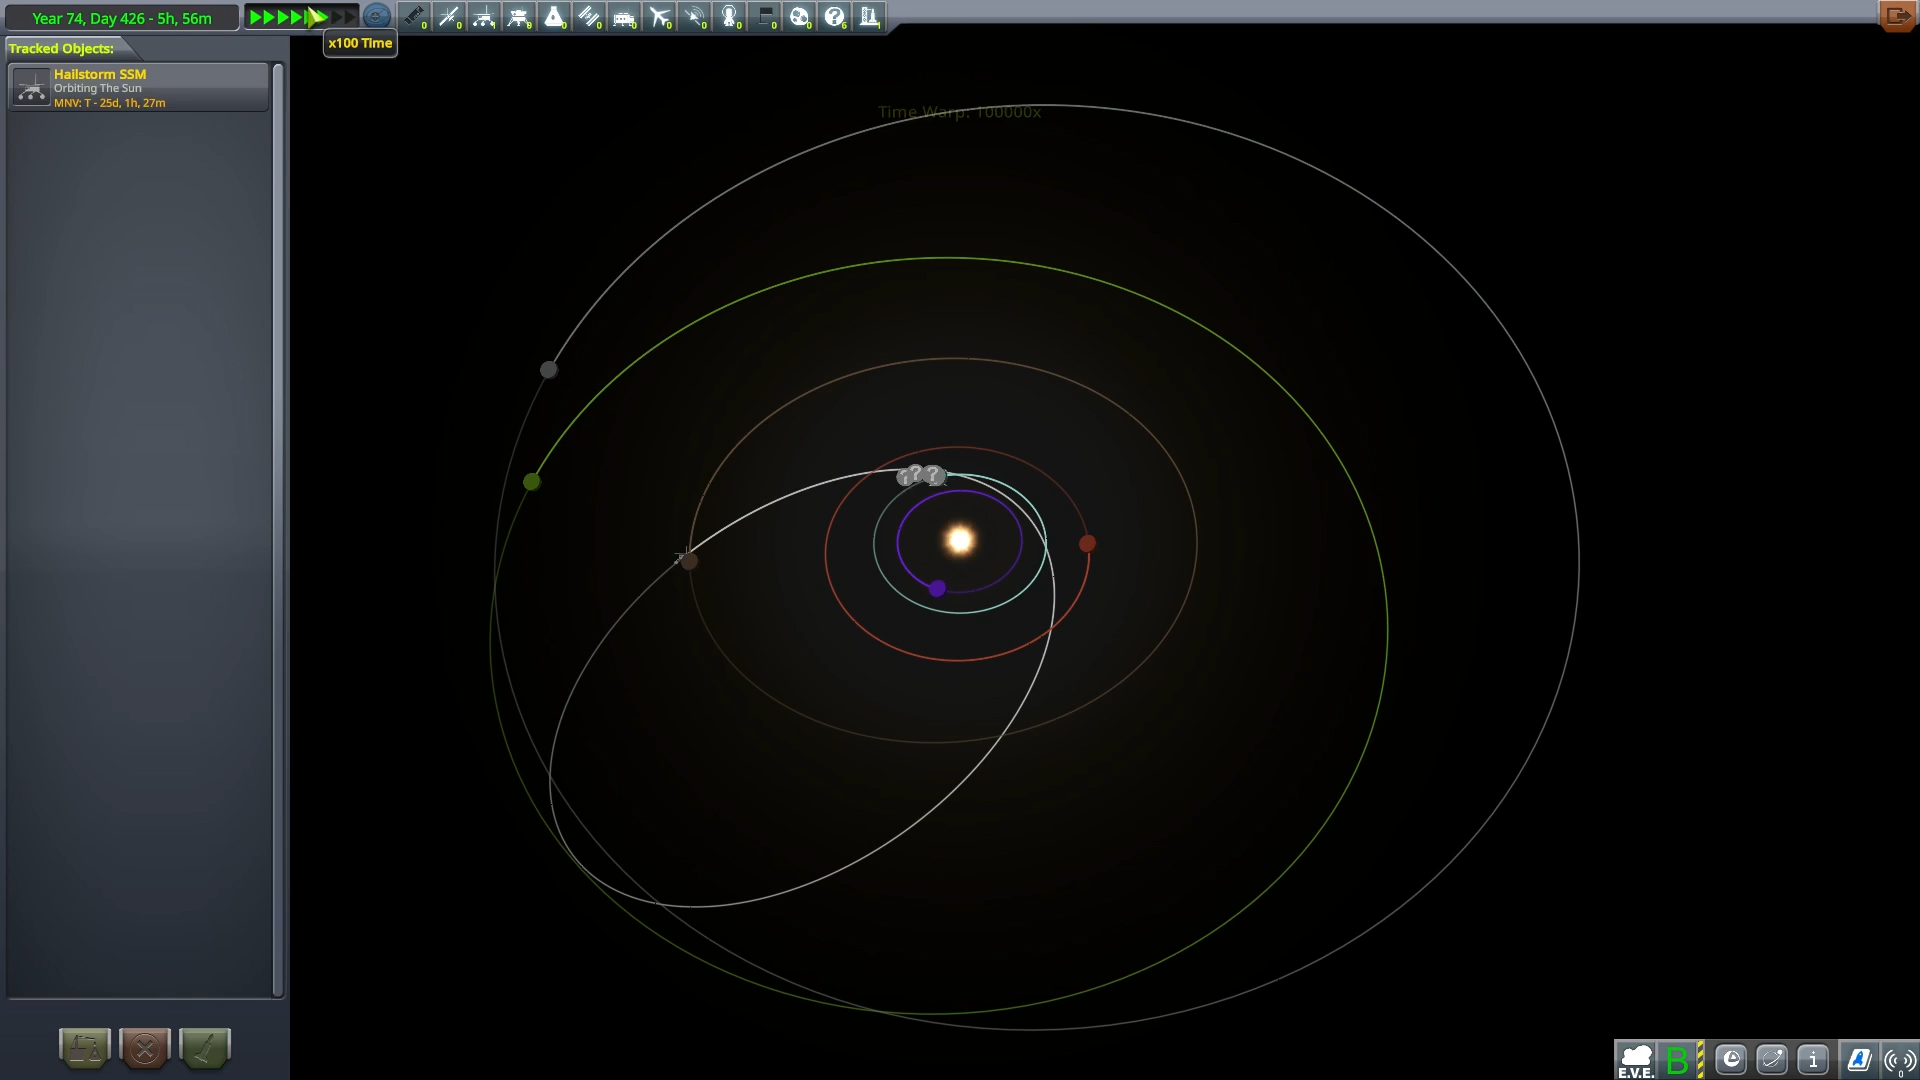 Year 74, Day 426 - 5h, 56m
x100 Time
Tracked Objects:
Hailstorm SSM
Orbiting The Sun
MNV: T - 25d, 1h, 27m
Time Warp: 100000x
? ? ?
E.V.E.
B
i
0